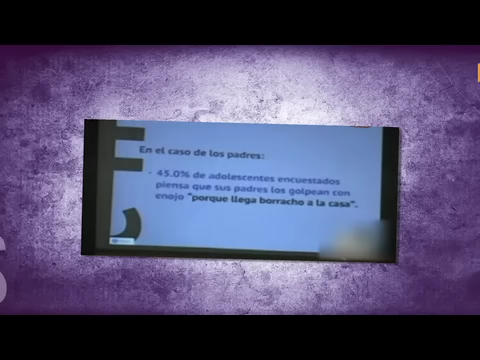 En el caso de los padres:
- 45.0% de adolescentes encuestados
piensa que sus padres los golpean con
enojo "porque llega borracho a la casa".